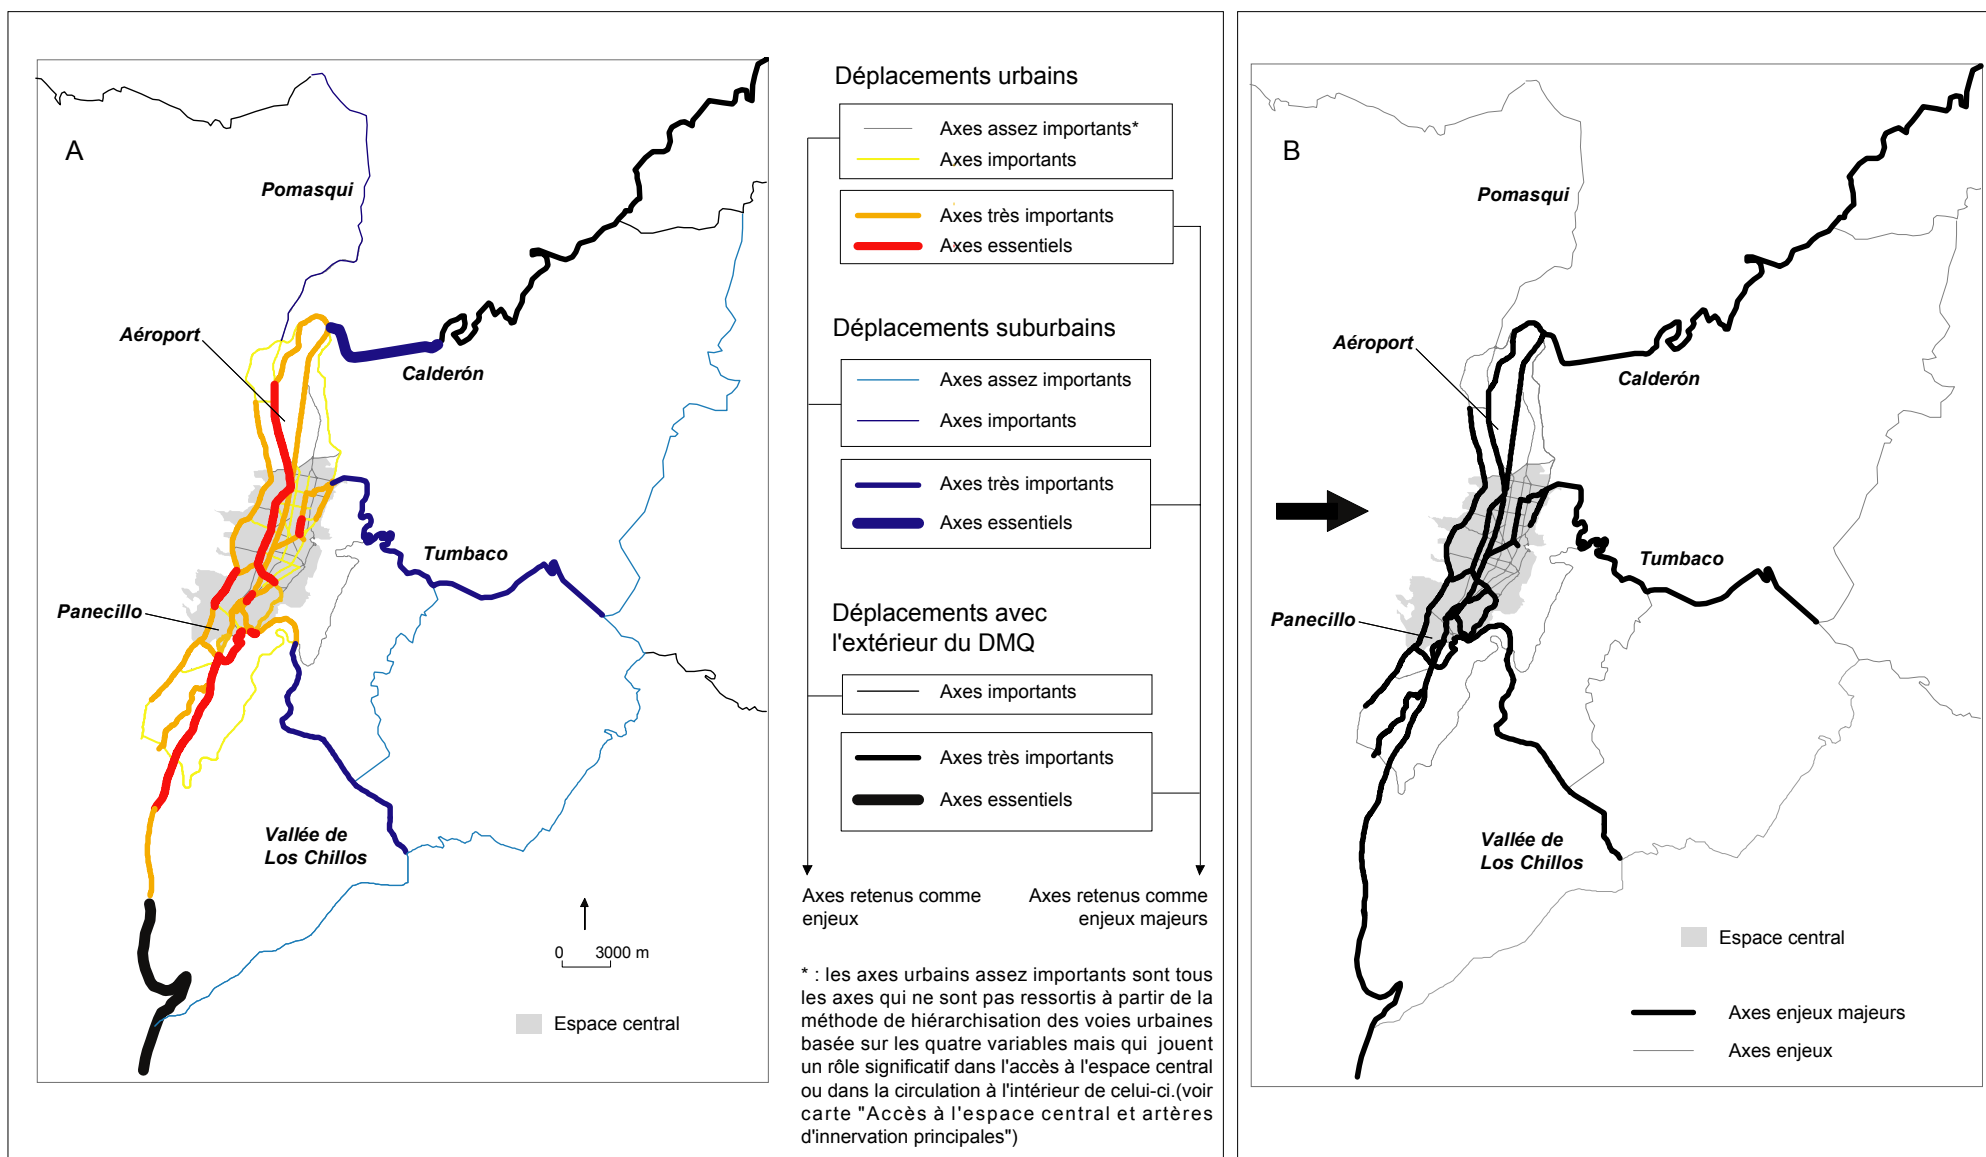 A
Pomasqui
Aéroport
Calderón
Tumbaco
Panecillo
Vallée de
Los Chillos
0 3000 m
Espace central
Déplacements urbains
Axes assez importants*
Axes importants
Axes très importants
Axes essentiels
Déplacements suburbains
Axes assez importants
Axes importants
Axes très importants
Axes essentiels
Déplacements avec
l'extérieur du DMQ
Axes importants
Axes très importants
Axes essentiels
Axes retenus comme
enjeux
Axes retenus comme
enjeux majeurs
* : les axes urbains assez importants sont tous
les axes qui ne sont pas ressortis à partir de la
méthode de hiérarchisation des voies urbaines
basée sur les quatre variables mais qui jouent
un rôle significatif dans l'accès à l'espace central
ou dans la circulation à l'intérieur de celui-ci.(voir
carte "Accès à l'espace central et artères
d'innervation principales")
B
Pomasqui
Aéroport
Calderón
Tumbaco
Panecillo
Vallée de
Los Chillos
Espace central
Axes enjeux majeurs
Axes enjeux